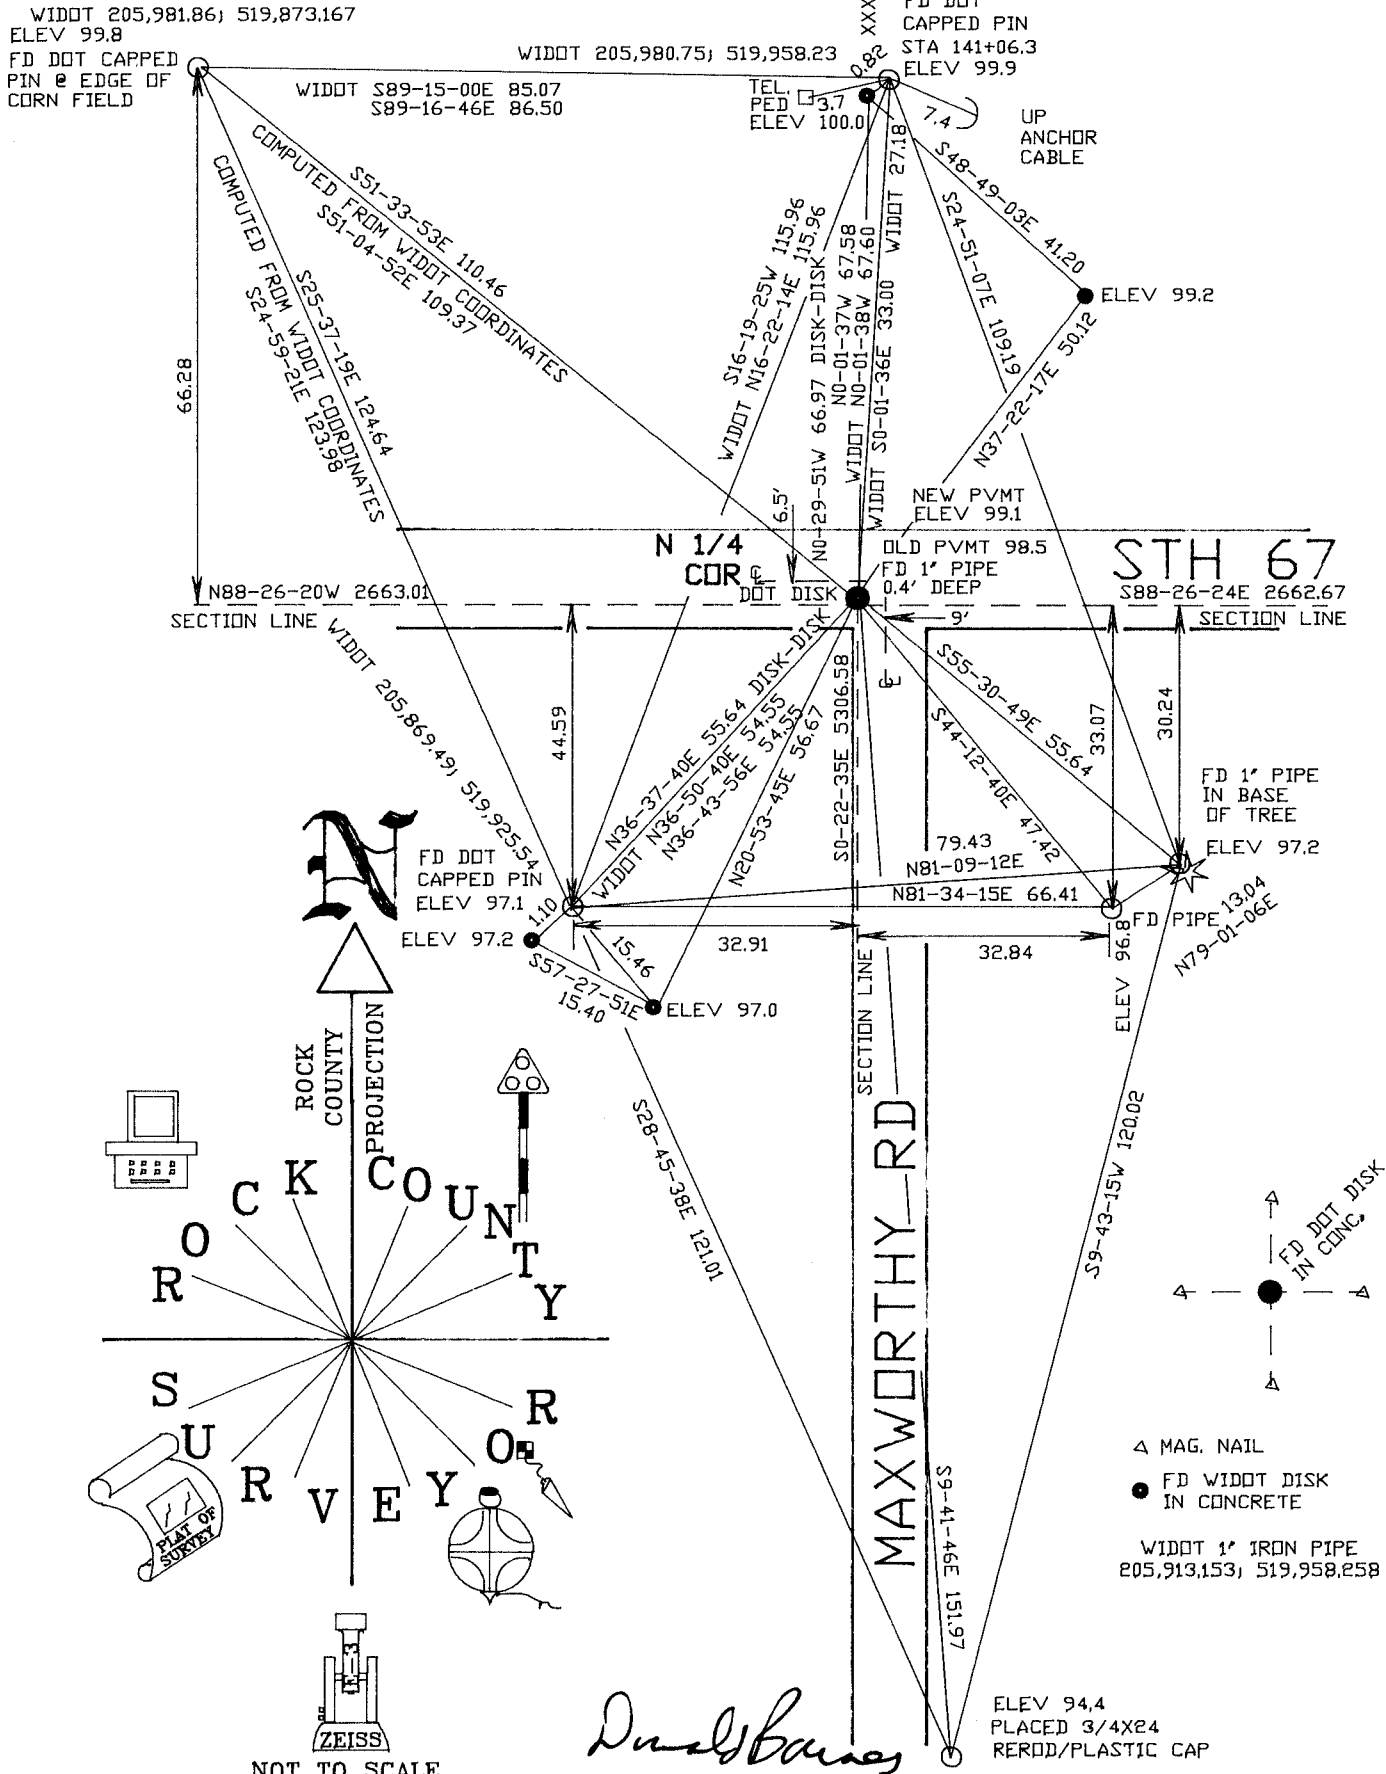 WIDOT 205,981.86; 519,873.167
ELEV 99.8
FD DOT CAPPED
PIN @ EDGE OF
CORN FIELD
WIDOT 205,980.75; 519,958.23
WIDOT S89-15-00E 85.07
S89-16-46E 86.50
XXX
FD DOT
CAPPED PIN
STA 141+06.3
ELEV 99.9
0.82
TEL.
PED
3.7
ELEV 100.0
7.4
UP
ANCHOR
CABLE
COMPUTED FROM WIDOT COORDINATES
S51-33-53E 110.46
S51-04-52E 109.37
COMPUTED FROM WIDOT COORDINATES
S25-37-19E 124.64
S24-59-21E 123.98
66.28
S16-19-25W 115.96
WIDOT N16-22-14E 115.96
N0-29-51W 66.97 DISK-DISK
N0-01-37W 67.58
WIDOT N0-01-38W 67.60
WIDOT S0-01-36E 33.00
WIDOT 27.18
S48-49-03E 41.20
S24-51-07E 109.19
ELEV 99.2
N37-22-17E 50.12
6.5'
NEW PVMT
ELEV 99.1
N 1/4
COR
℄
DOT DISK
OLD PVMT 98.5
FD 1" PIPE
0.4' DEEP
STH 67
N88-26-20W 2663.01
SECTION LINE
S88-26-24E 2662.67
SECTION LINE
9'
℄
WIDOT 205,869.49; 519,925.54
44.59
N36-37-40E 55.64 DISK-DISK
WIDOT N36-50-40E 54.55
N36-43-56E 54.55
N20-53-45E 56.67
S0-22-35E 5306.58
S55-30-49E 55.64
S44-12-40E 47.42
33.07
30.24
FD 1" PIPE
IN BASE
OF TREE
ELEV 97.2
79.43
N81-09-12E
N81-34-15E 66.41
N
FD DOT
CAPPED PIN
ELEV 97.1
1.10
ELEV 97.2
32.91
32.84
FD PIPE
ELEV 96.8
13.04
N79-01-06E
15.46
S57-27-51E
15.40
ELEV 97.0
SECTION LINE
ROCK
COUNTY
PROJECTION
S28-45-38E 121.01
S9-43-15W 120.02
MAXWORTHY RD
S9-41-46E 151.97
ROCK COUNTY
SURVEYOR
PLAT OF
SURVEY
ZEISS
NOT TO SCALE
FD DOT DISK
IN CONC.
MAG. NAIL
FD WIDOT DISK
IN CONCRETE
WIDOT 1" IRON PIPE
205,913.153; 519,958.258
Donald Barnes
ELEV 94.4
PLACED 3/4X24
REROD/PLASTIC CAP